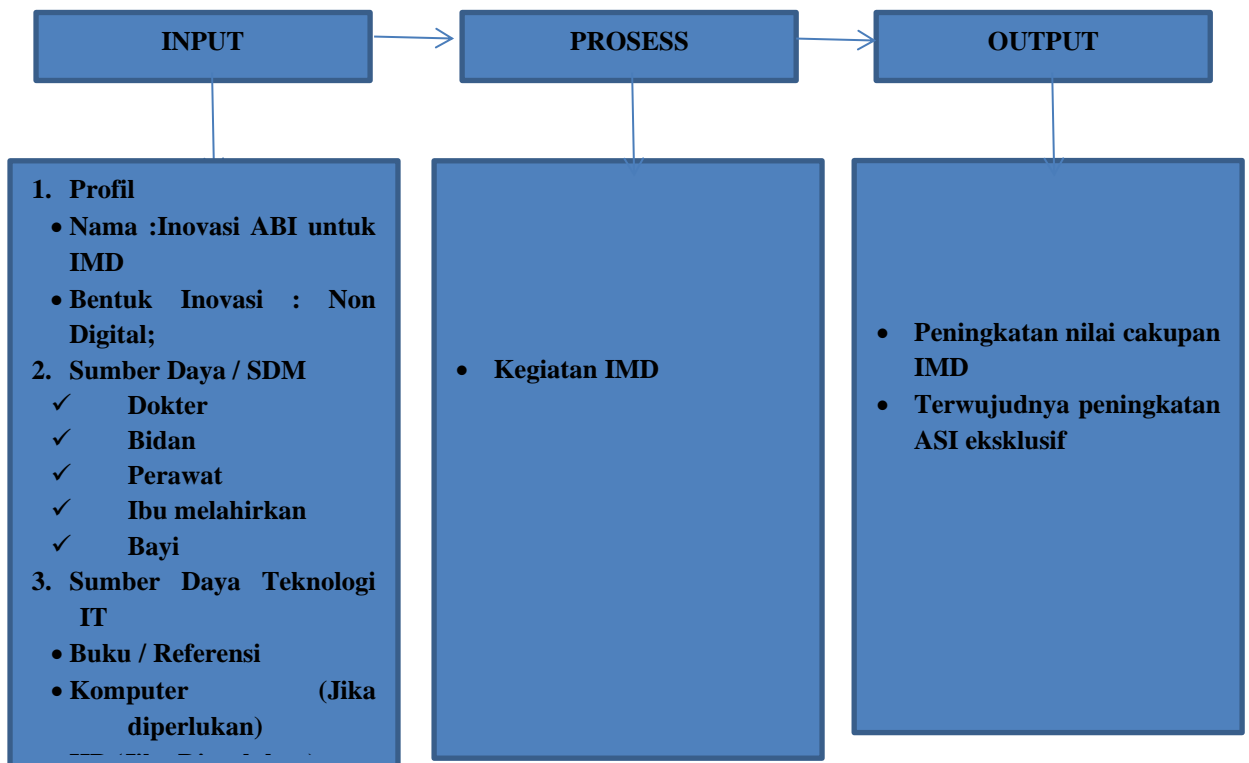 INPUT
PROSESS
OUTPUT
1. Profil
• Nama :Inovasi ABI untuk
IMD
• Bentuk Inovasi : Non
Digital;
2. Sumber Daya / SDM
✓ Dokter
✓ Bidan
✓ Perawat
✓ Ibu melahirkan
✓ Bayi
3. Sumber Daya Teknologi
IT
• Buku / Referensi
• Komputer (Jika
diperlukan)
• Kegiatan IMD
• Peningkatan nilai cakupan
IMD
• Terwujudnya peningkatan
ASI eksklusif